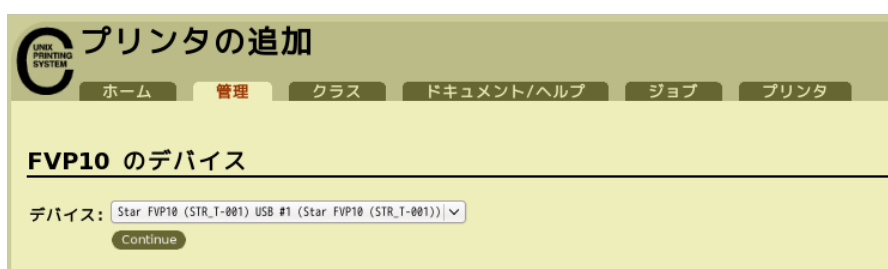 UNIX
PRINTING
SYSTEM
プリンタの追加
ホーム 管理 クラス ドキュメント/ヘルプ ジョブ プリンタ
FVP10 のデバイス
デバイス: Star FVP10 (STR_T-001) USB #1 (Star FVP10 (STR_T-001))
Continue